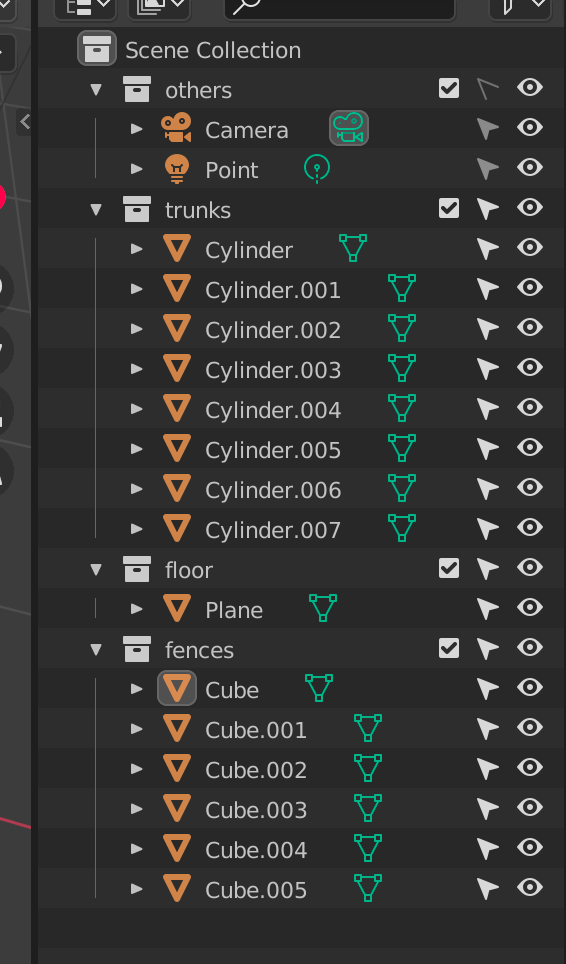 Scene Collection
others
Camera
Point
trunks
Cylinder
Cylinder.001
Cylinder.002
Cylinder.003
Cylinder.004
Cylinder.005
Cylinder.006
Cylinder.007
floor
Plane
fences
Cube
Cube.001
Cube.002
Cube.003
Cube.004
Cube.005